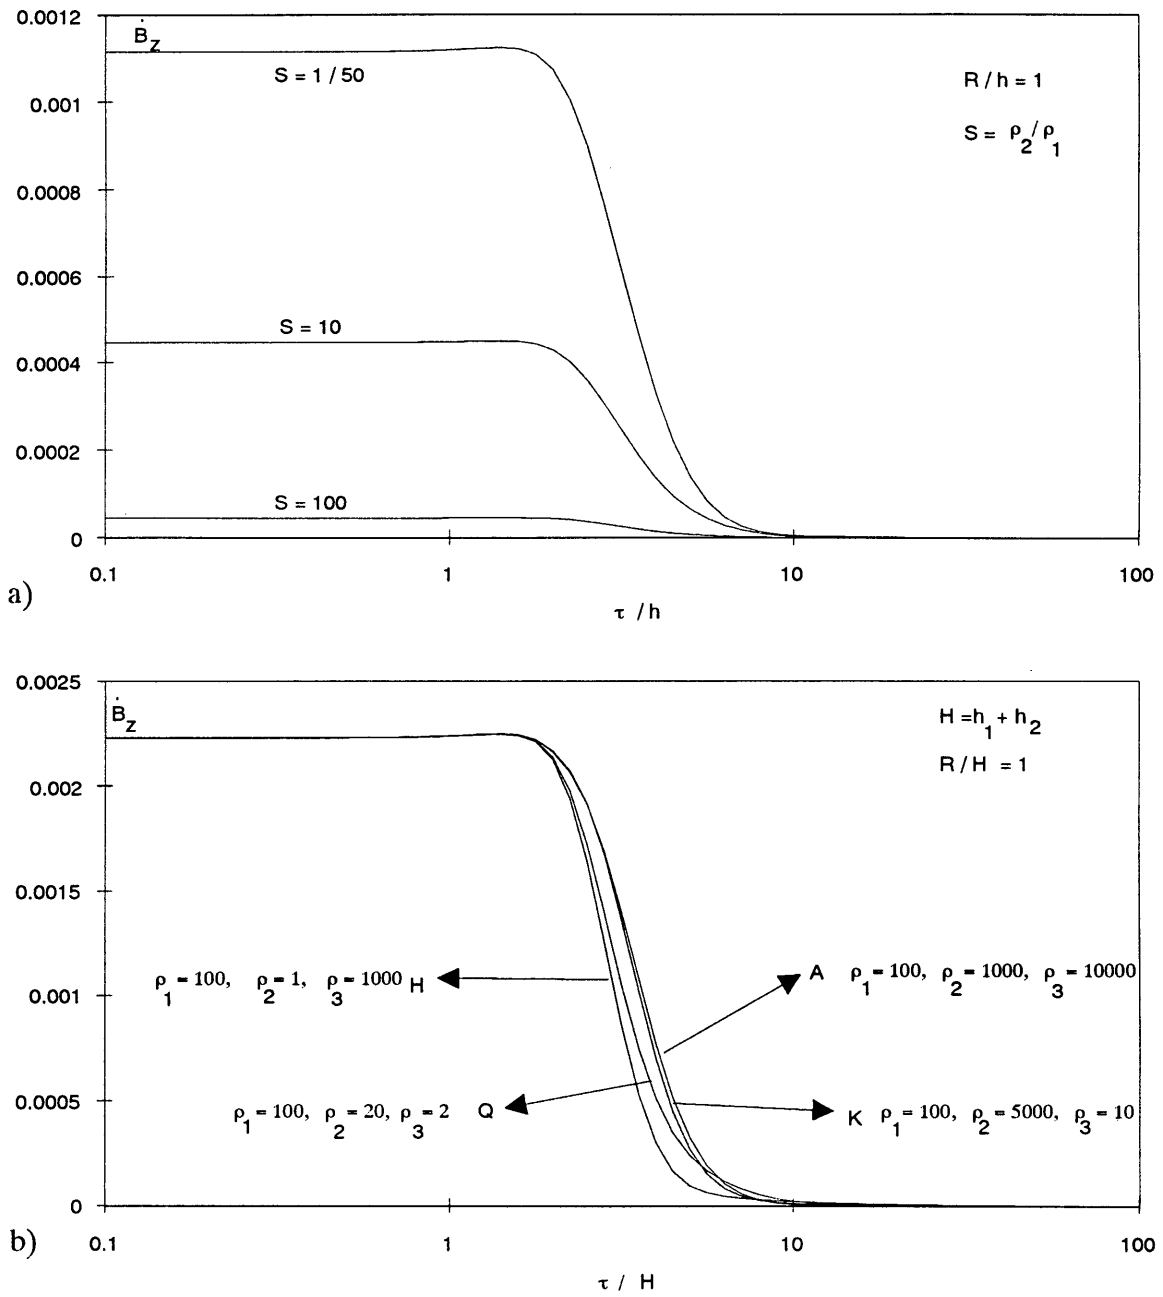 0.0012
Ḃz
S = 1 / 50
R / h = 1
0.001
S = ρ2/ρ1
0.0008
0.0006
S = 10
0.0004
0.0002
S = 100
0
0.1 1 10 100
a)
τ / h
0.0025
Ḃz
H = h1 + h2
R / H = 1
0.002
0.0015
ρ1 = 100, ρ2 = 1, ρ3 = 1000 H
A ρ1 = 100, ρ2 = 1000, ρ3 = 10000
0.001
0.0005
ρ1 = 100, ρ2 = 20, ρ3 = 2 Q
K ρ1 = 100, ρ2 = 5000, ρ3 = 10
0
b)
0.1 1 10 100
τ / H